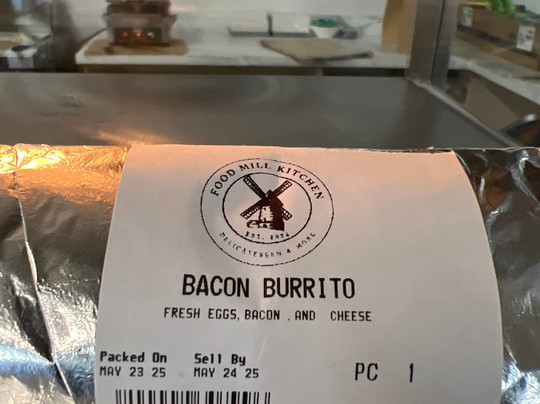 FOOD MILL KITCHEN
EST. 2024
DELICATESSEN & MORE
BACON BURRITO
FRESH EGGS, BACON , AND CHEESE
Packed On Sell By
MAY 23 25 MAY 24 25
PC 1